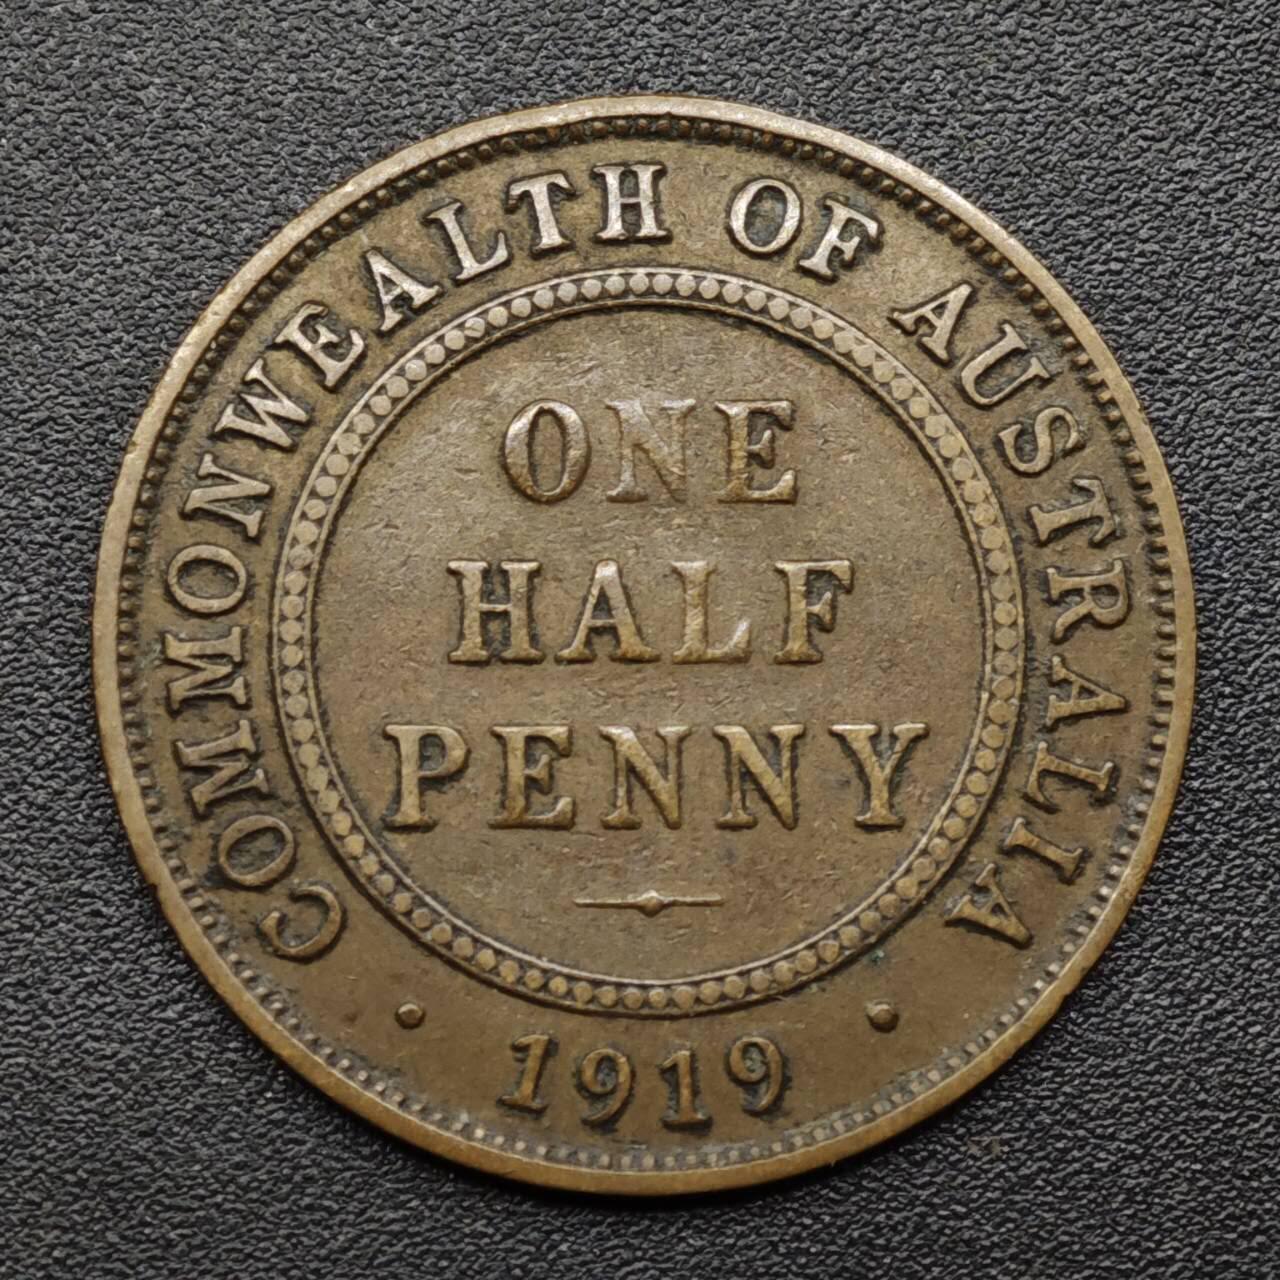 COMMONWEALTH OF AUSTRALIA
ONE
HALF
PENNY
· 1919 ·